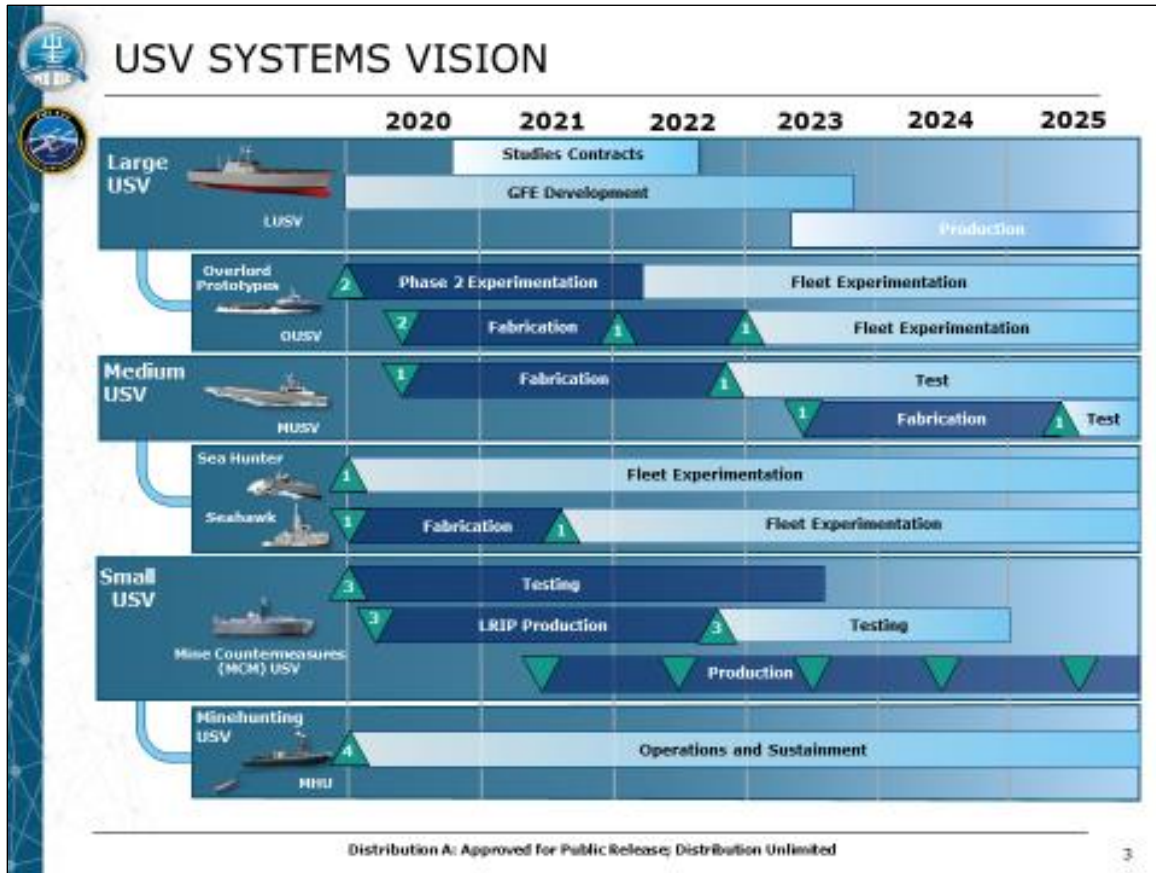 USV SYSTEMS VISION
2020 2021 2022 2023 2024 2025
Large
USV
LUSV
Studies Contracts
GFE Development
Production
Overlord
Prototypes
OUSV
2 Phase 2 Experimentation Fleet Experimentation
2 Fabrication 1 1 Fleet Experimentation
Medium
USV
MUSV
1 Fabrication 1 Test
1 Fabrication 1 Test
Sea Hunter
1 Fleet Experimentation
Seahawk
1 Fabrication 1 Fleet Experimentation
Small
USV
3 Testing
3 LRIP Production 3 Testing
Mine Countermeasures
(MCM) USV
Production
Minehunting
USV
MHU
4 Operations and Sustainment
Distribution A: Approved for Public Release; Distribution Unlimited
3